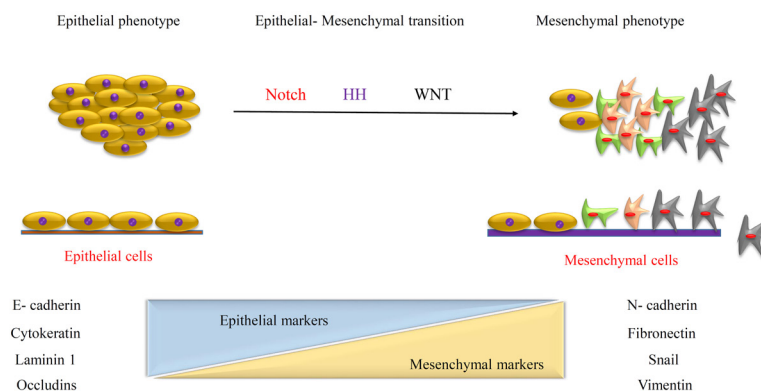 Epithelial phenotype
Epithelial- Mesenchymal transition
Mesenchymal phenotype
Notch HH WNT
Epithelial cells
Mesenchymal cells
E- cadherin
Cytokeratin
Laminin 1
Occludins
Epithelial markers
Mesenchymal markers
N- cadherin
Fibronectin
Snail
Vimentin